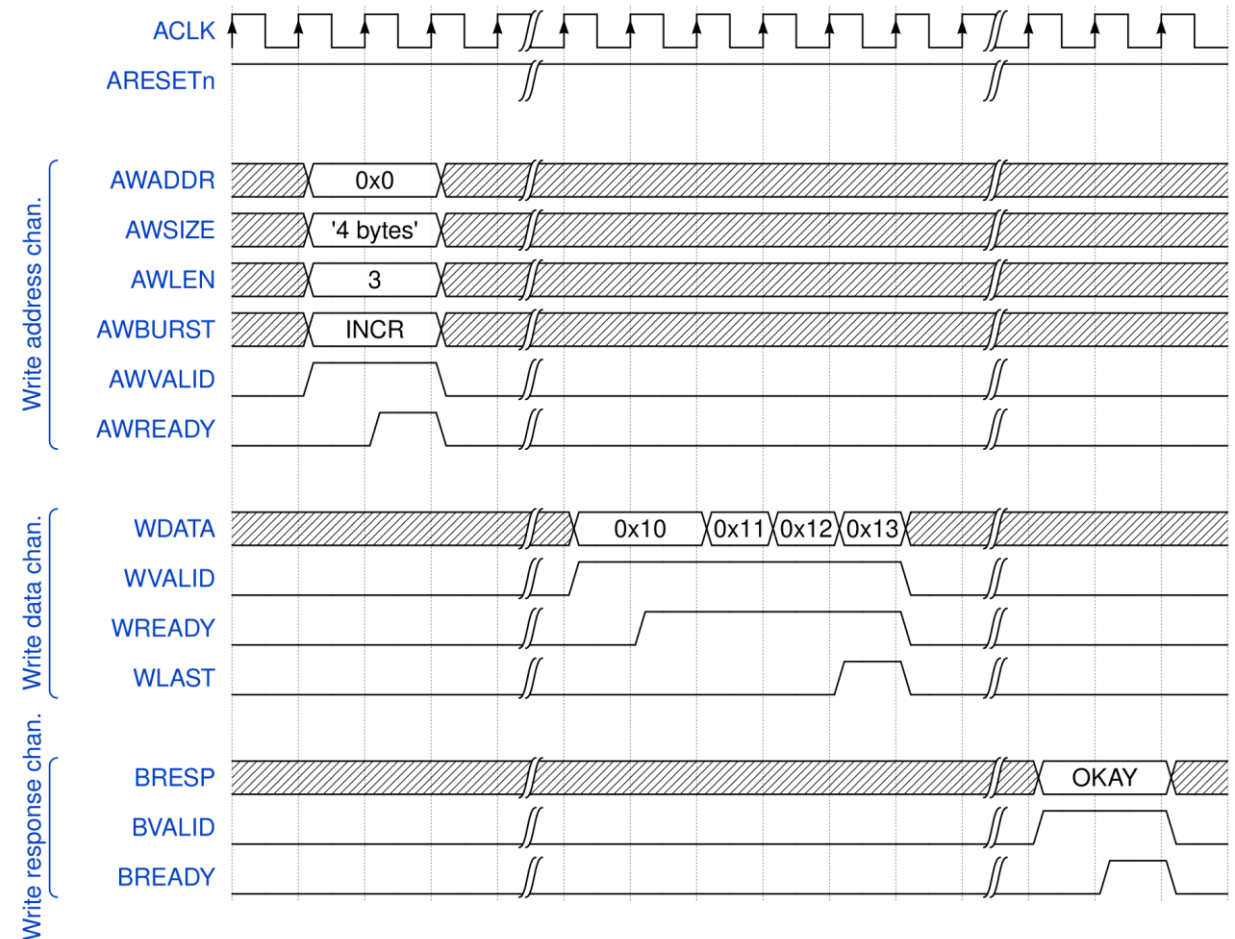 ACLK
ARESETn
Write address chan.
AWADDR 0x0
AWSIZE '4 bytes'
AWLEN 3
AWBURST INCR
AWVALID
AWREADY
Write data chan.
WDATA 0x10 0x11 0x12 0x13
WVALID
WREADY
WLAST
Write response chan.
BRESP OKAY
BVALID
BREADY